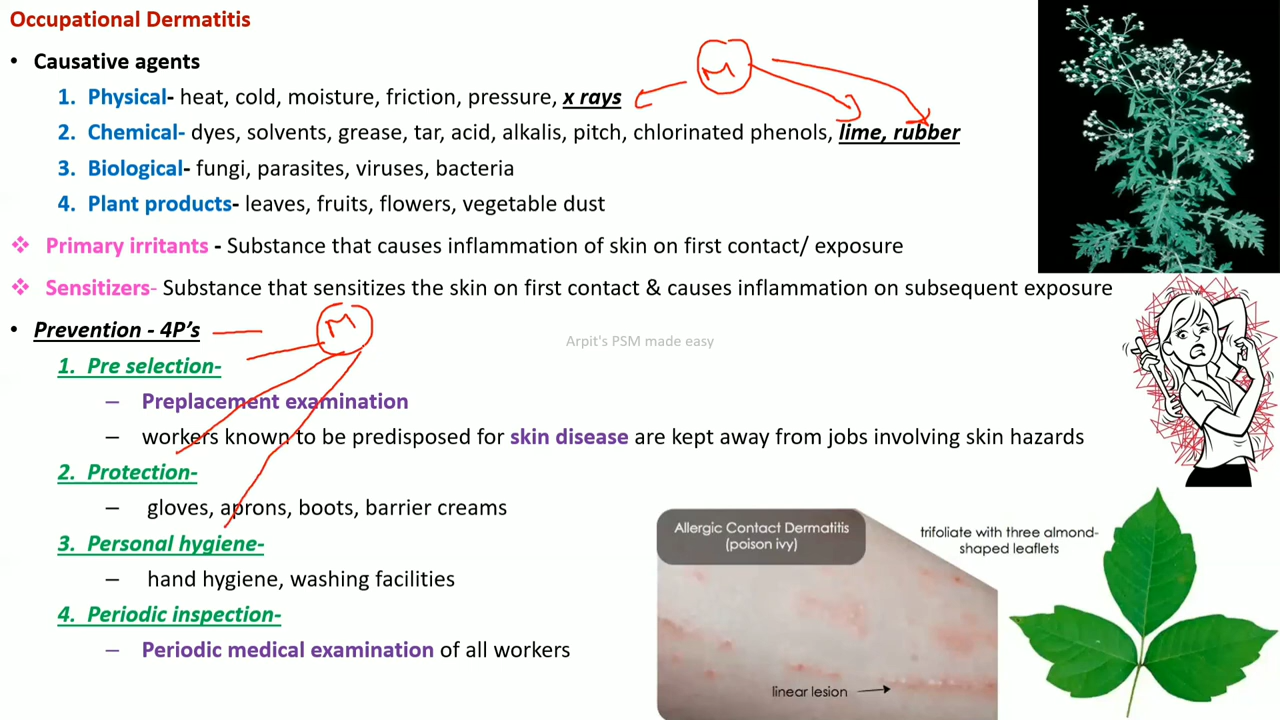 Occupational Dermatitis
• Causative agents
1. Physical- heat, cold, moisture, friction, pressure, x rays
M
2. Chemical- dyes, solvents, grease, tar, acid, alkalis, pitch, chlorinated phenols, lime, rubber
3. Biological- fungi, parasites, viruses, bacteria
4. Plant products- leaves, fruits, flowers, vegetable dust
❖ Primary irritants - Substance that causes inflammation of skin on first contact/ exposure
❖ Sensitizers- Substance that sensitizes the skin on first contact & causes inflammation on subsequent exposure
• Prevention - 4P's
M
Arpit's PSM made easy
1. Pre selection-
– Preplacement examination
– workers known to be predisposed for skin disease are kept away from jobs involving skin hazards
2. Protection-
– gloves, aprons, boots, barrier creams
3. Personal hygiene-
– hand hygiene, washing facilities
4. Periodic inspection-
– Periodic medical examination of all workers
Allergic Contact Dermatitis
(poison ivy)
linear lesion
trifoliate with three almond-
shaped leaflets